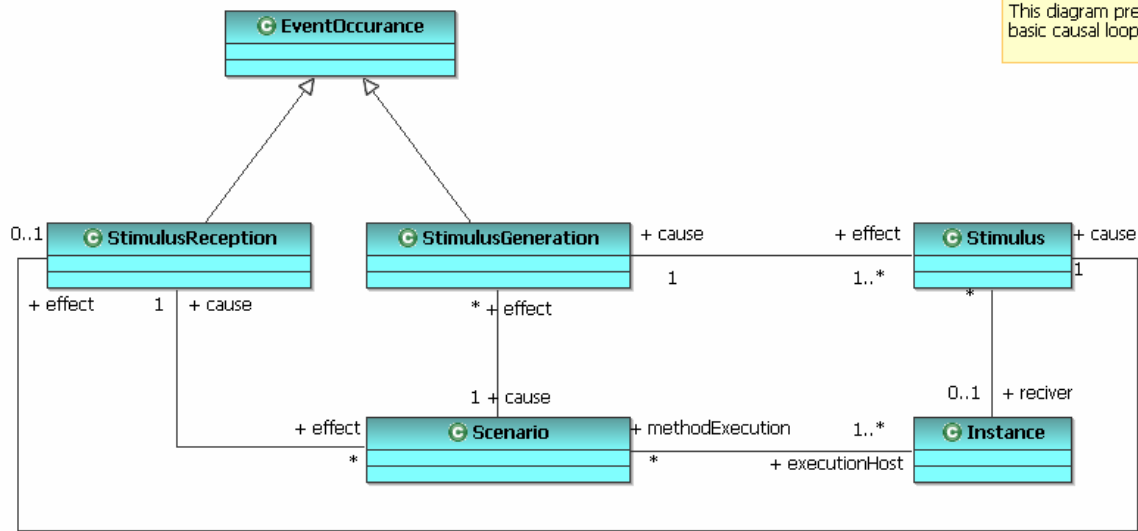 This diagram pre
basic causal loop
EventOccurance
0..1
StimulusReception
StimulusGeneration
+ cause
+ effect
Stimulus
+ cause
1
1..*
1
+ effect
1
+ cause
* + effect
*
1 + cause
0..1
+ reciver
+ effect
Scenario
+ methodExecution
1..*
Instance
*
*
+ executionHost